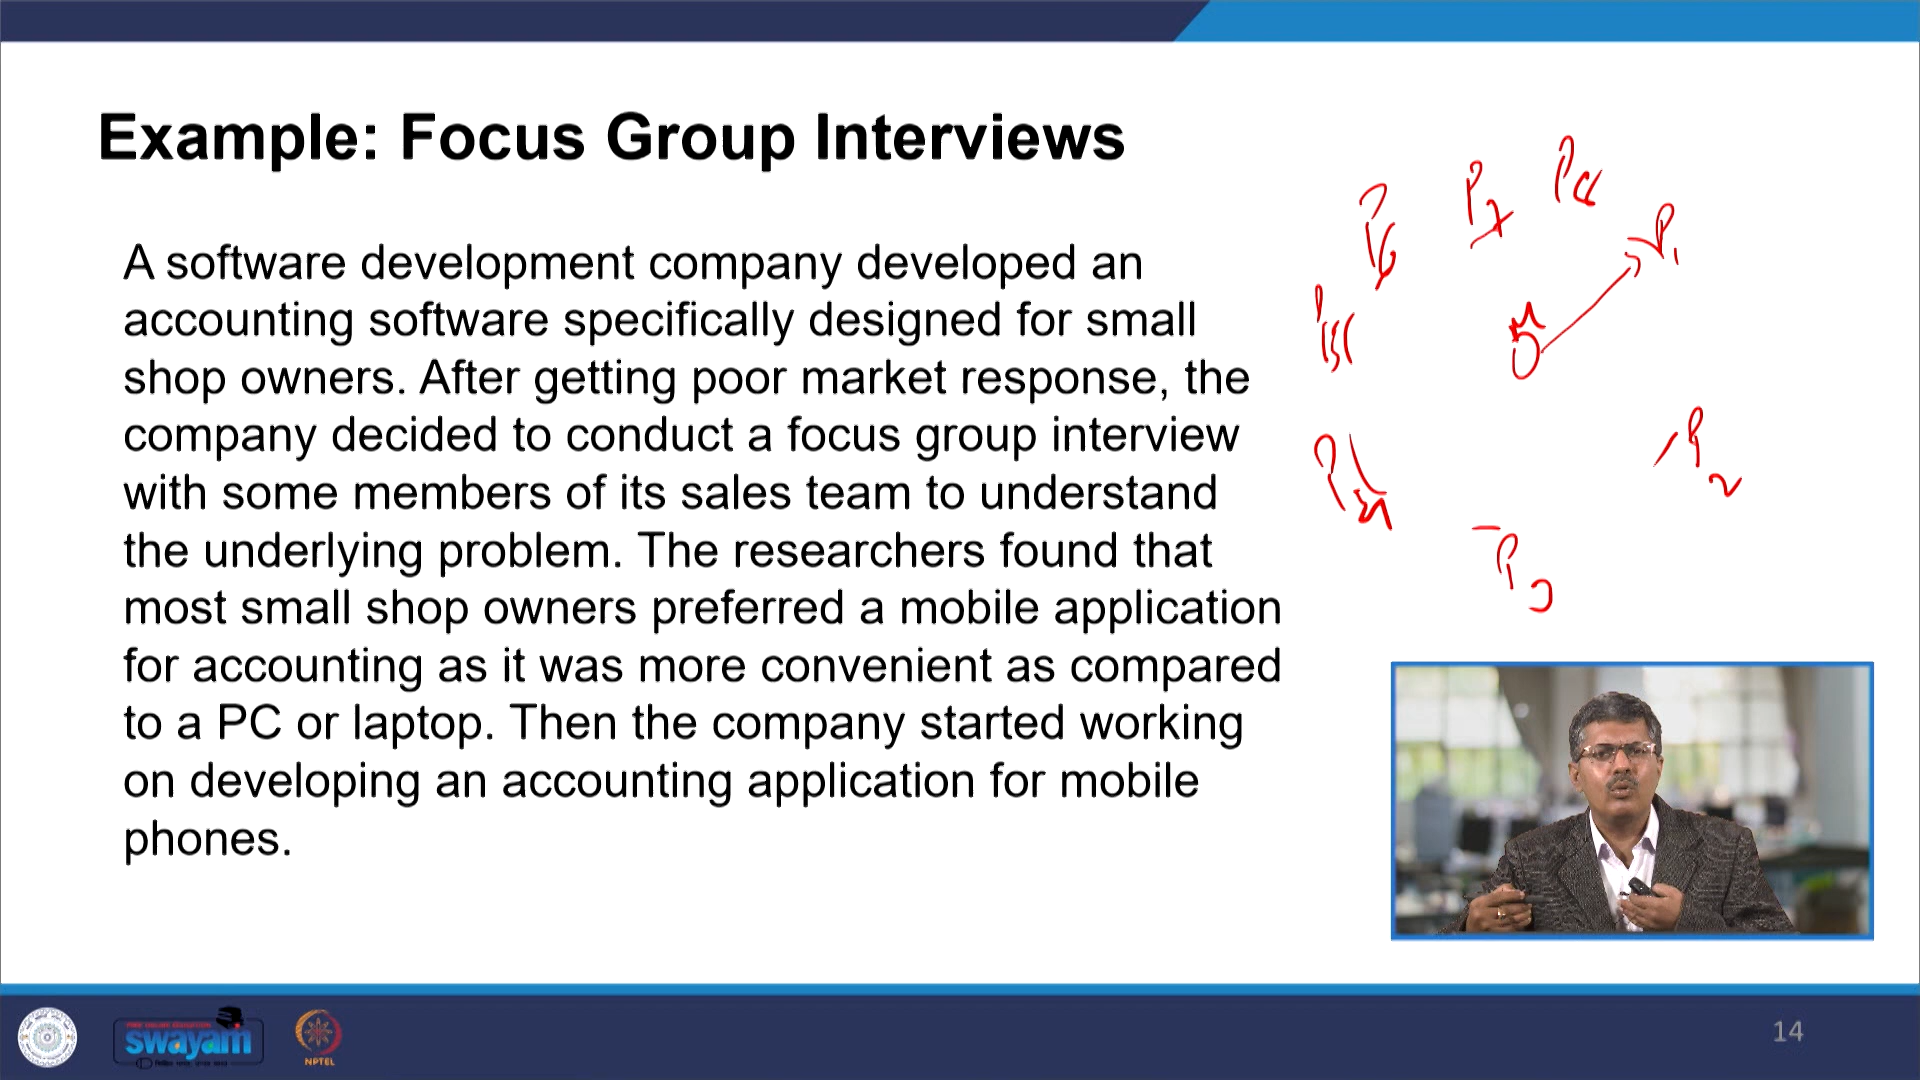 Example: Focus Group Interviews
A software development company developed an
accounting software specifically designed for small
shop owners. After getting poor market response, the
company decided to conduct a focus group interview
with some members of its sales team to understand
the underlying problem. The researchers found that
most small shop owners preferred a mobile application
for accounting as it was more convenient as compared
to a PC or laptop. Then the company started working
on developing an accounting application for mobile
phones.
P7
P8
P1
M
P2
P3
swayam
NPTEL
14